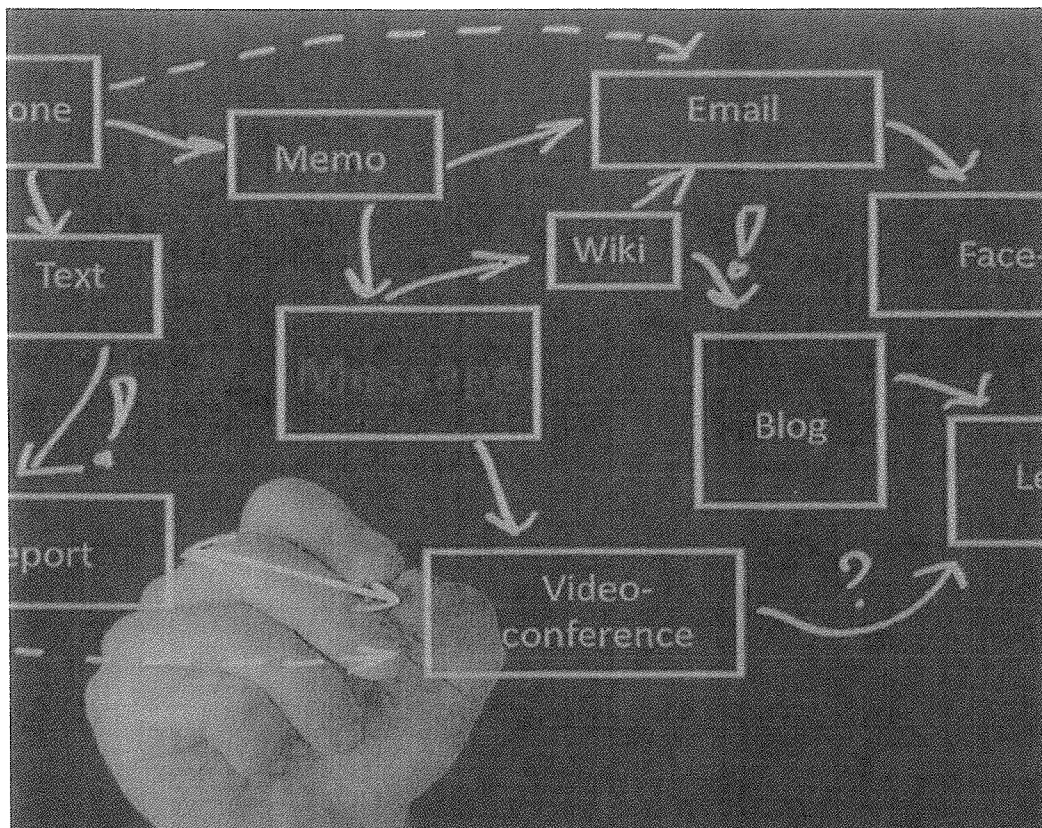 one
Email
Memo
Wiki
Face-
Text
!
!
Blog
Le
eport
Video-
conference
?